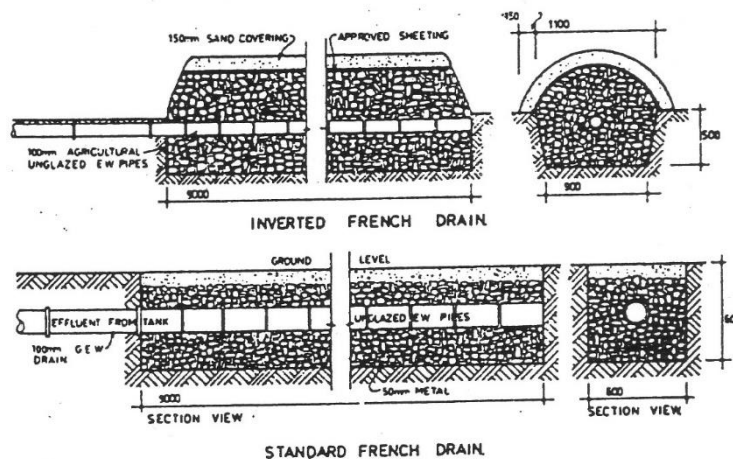 150mm SAND COVERING
APPROVED SHEETING
1100
100mm AGRICULTURAL
UNGLAZED EW PIPES
500
9000
900
INVERTED FRENCH DRAIN.
GROUND LEVEL
EFFLUENT FROM TANK
UNGLAZED EW PIPES
100mm G.E.W
DRAIN
50mm METAL
9000
600
SECTION VIEW
SECTION VIEW.
STANDARD FRENCH DRAIN.